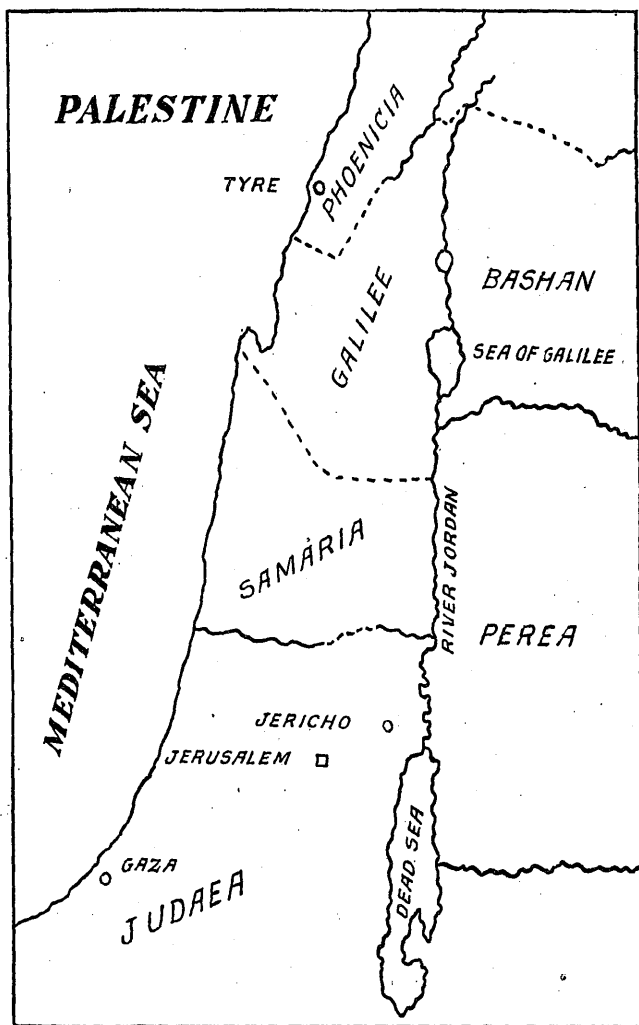 PALESTINE
TYRE
PHOENICIA
BASHAN
GALILEE
SEA OF GALILEE
MEDITERRANEAN SEA
SAMARIA
RIVER JORDAN
PEREA
JERICHO
JERUSALEM
DEAD SEA
GAZA
JUDAEA